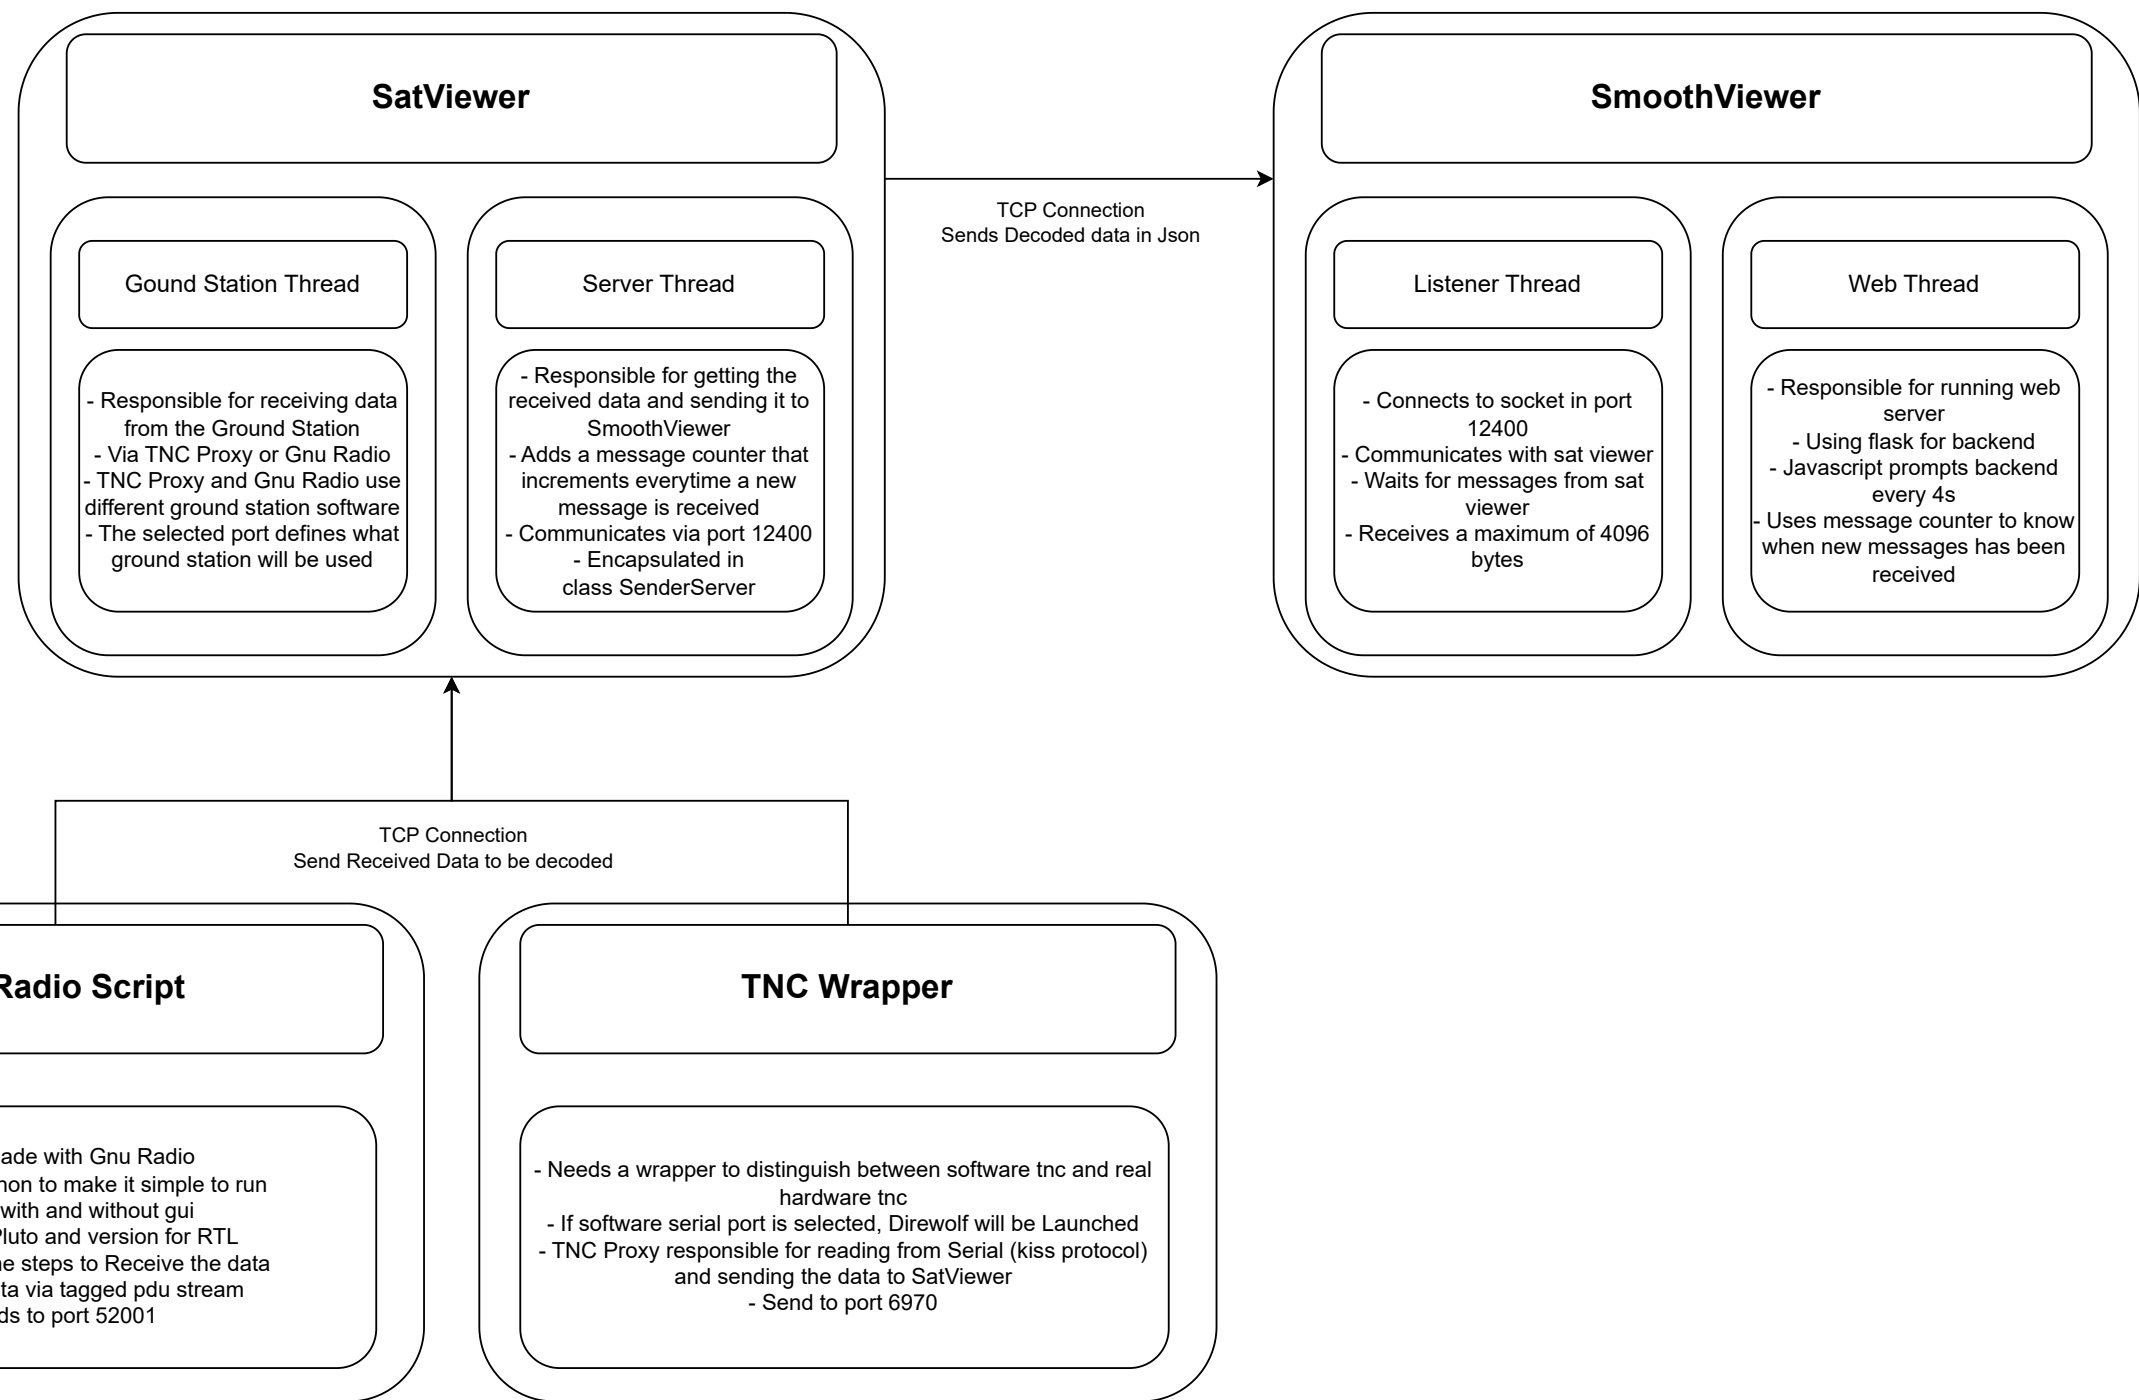 SatViewer
Gound Station Thread
- Responsible for receiving data
from the Ground Station
- Via TNC Proxy or Gnu Radio
- TNC Proxy and Gnu Radio use
different ground station software
- The selected port defines what
ground station will be used
Server Thread
- Responsible for getting the
received data and sending it to
SmoothViewer
- Adds a message counter that
increments everytime a new
message is received
- Communicates via port 12400
- Encapsulated in
class SenderServer
TCP Connection
Sends Decoded data in Json
SmoothViewer
Listener Thread
- Connects to socket in port
12400
- Communicates with sat viewer
- Waits for messages from sat
viewer
- Receives a maximum of 4096
bytes
Web Thread
- Responsible for running web
server
- Using flask for backend
- Javascript prompts backend
every 4s
- Uses message counter to know
when new messages has been
received
TCP Connection
Send Received Data to be decoded
Radio Script
with Gnu Radio
to make it simple to run
with and without gui
Pluto and version for RTL
steps to Receive the data
via tagged pdu stream
to port 52001
TNC Wrapper
- Needs a wrapper to distinguish between software tnc and real
hardware tnc
- If software serial port is selected, Direwolf will be Launched
- TNC Proxy responsible for reading from Serial (kiss protocol)
and sending the data to SatViewer
- Send to port 6970